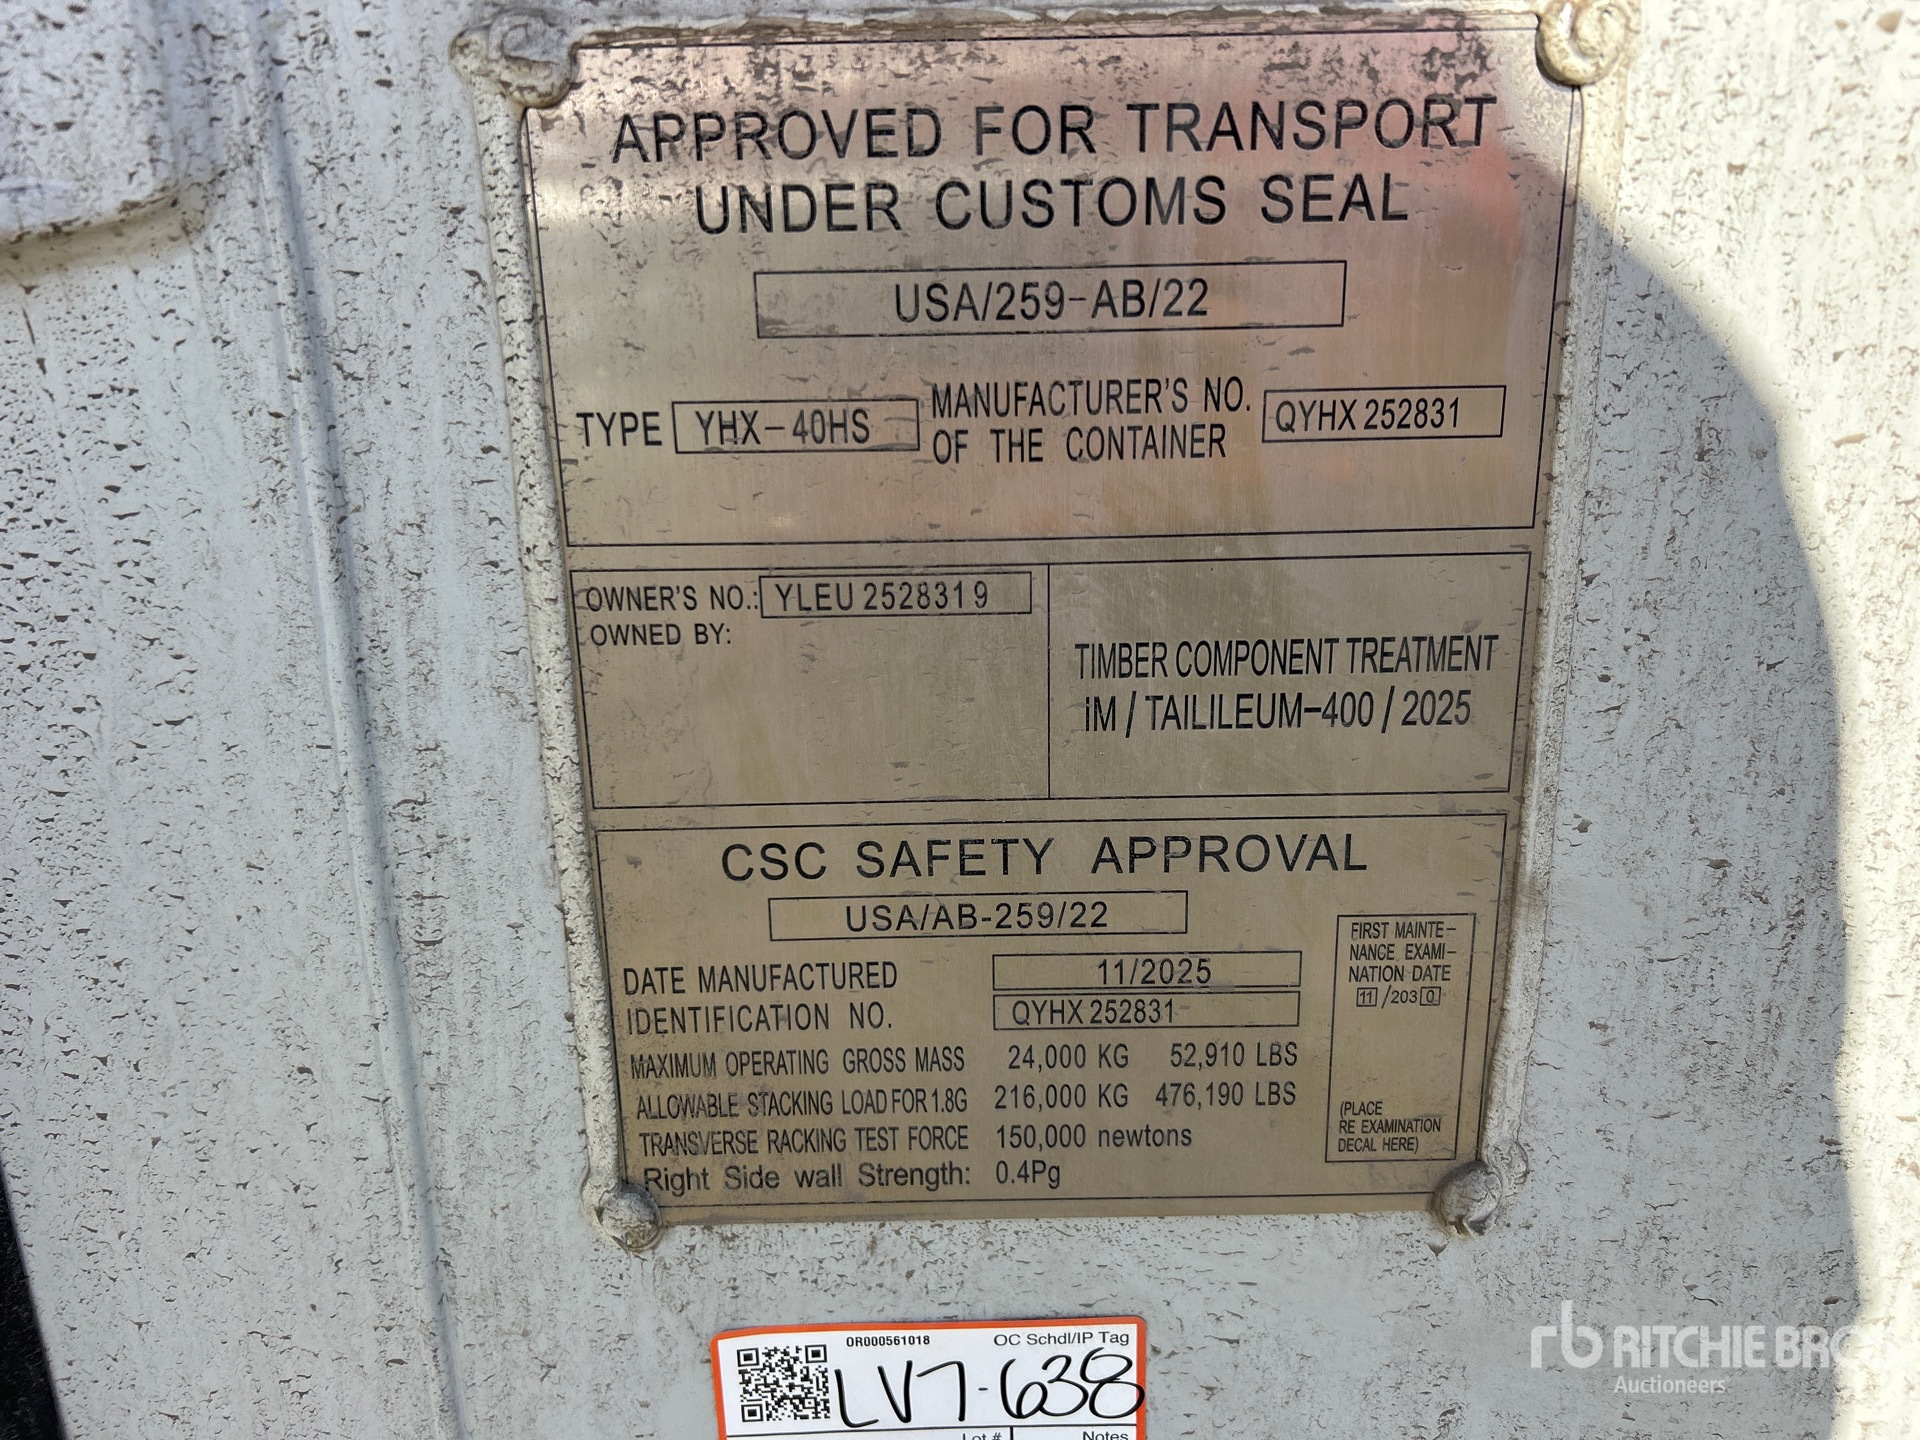 APPROVED FOR TRANSPORT
UNDER CUSTOMS SEAL
USA/259-AB/22
TYPE YHX-40HS MANUFACTURER'S NO. OF THE CONTAINER QYHX 252831
OWNER'S NO.: YLEU 252831 9
OWNED BY:
TIMBER COMPONENT TREATMENT
iM / TAILILEUM-400 / 2025
CSC SAFETY APPROVAL
USA/AB-259/22
DATE MANUFACTURED 11/2025
IDENTIFICATION NO. QYHX 252831
MAXIMUM OPERATING GROSS MASS 24,000 KG 52,910 LBS
ALLOWABLE STACKING LOAD FOR 1.8G 216,000 KG 476,190 LBS
TRANSVERSE RACKING TEST FORCE 150,000 newtons
Right Side wall Strength: 0.4Pg
FIRST MAINTE-
NANCE EXAMI-
NATION DATE
11/2030
(PLACE
RE EXAMINATION
DECAL HERE)
OR000561018 OC Schdl/IP Tag
LV7-638
Lot # Notes
rb RITCHIE BRO
Auctioneers